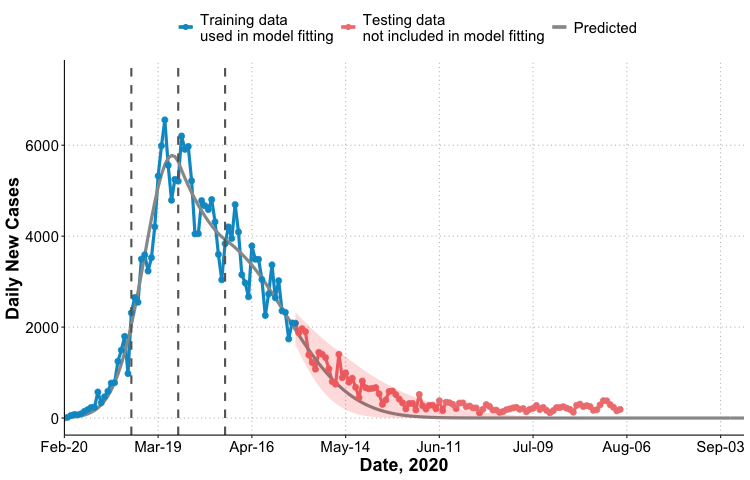 Training data
used in model fitting
Testing data
not included in model fitting
Predicted
Daily New Cases
6000
4000
2000
0
Feb-20 Mar-19 Apr-16 May-14 Jun-11 Jul-09 Aug-06 Sep-03
Date, 2020